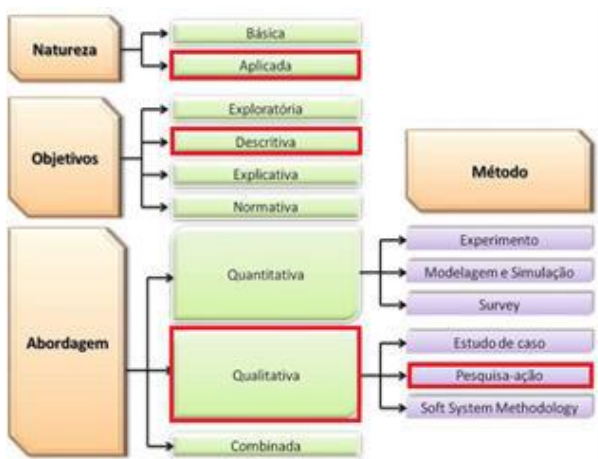 Natureza
Básica
Aplicada
Objetivos
Exploratória
Descritiva
Explicativa
Normativa
Método
Abordagem
Quantitativa
Experimento
Modelagem e Simulação
Survey
Qualitativa
Estudo de caso
Pesquisa-ação
Soft System Methodology
Combinada